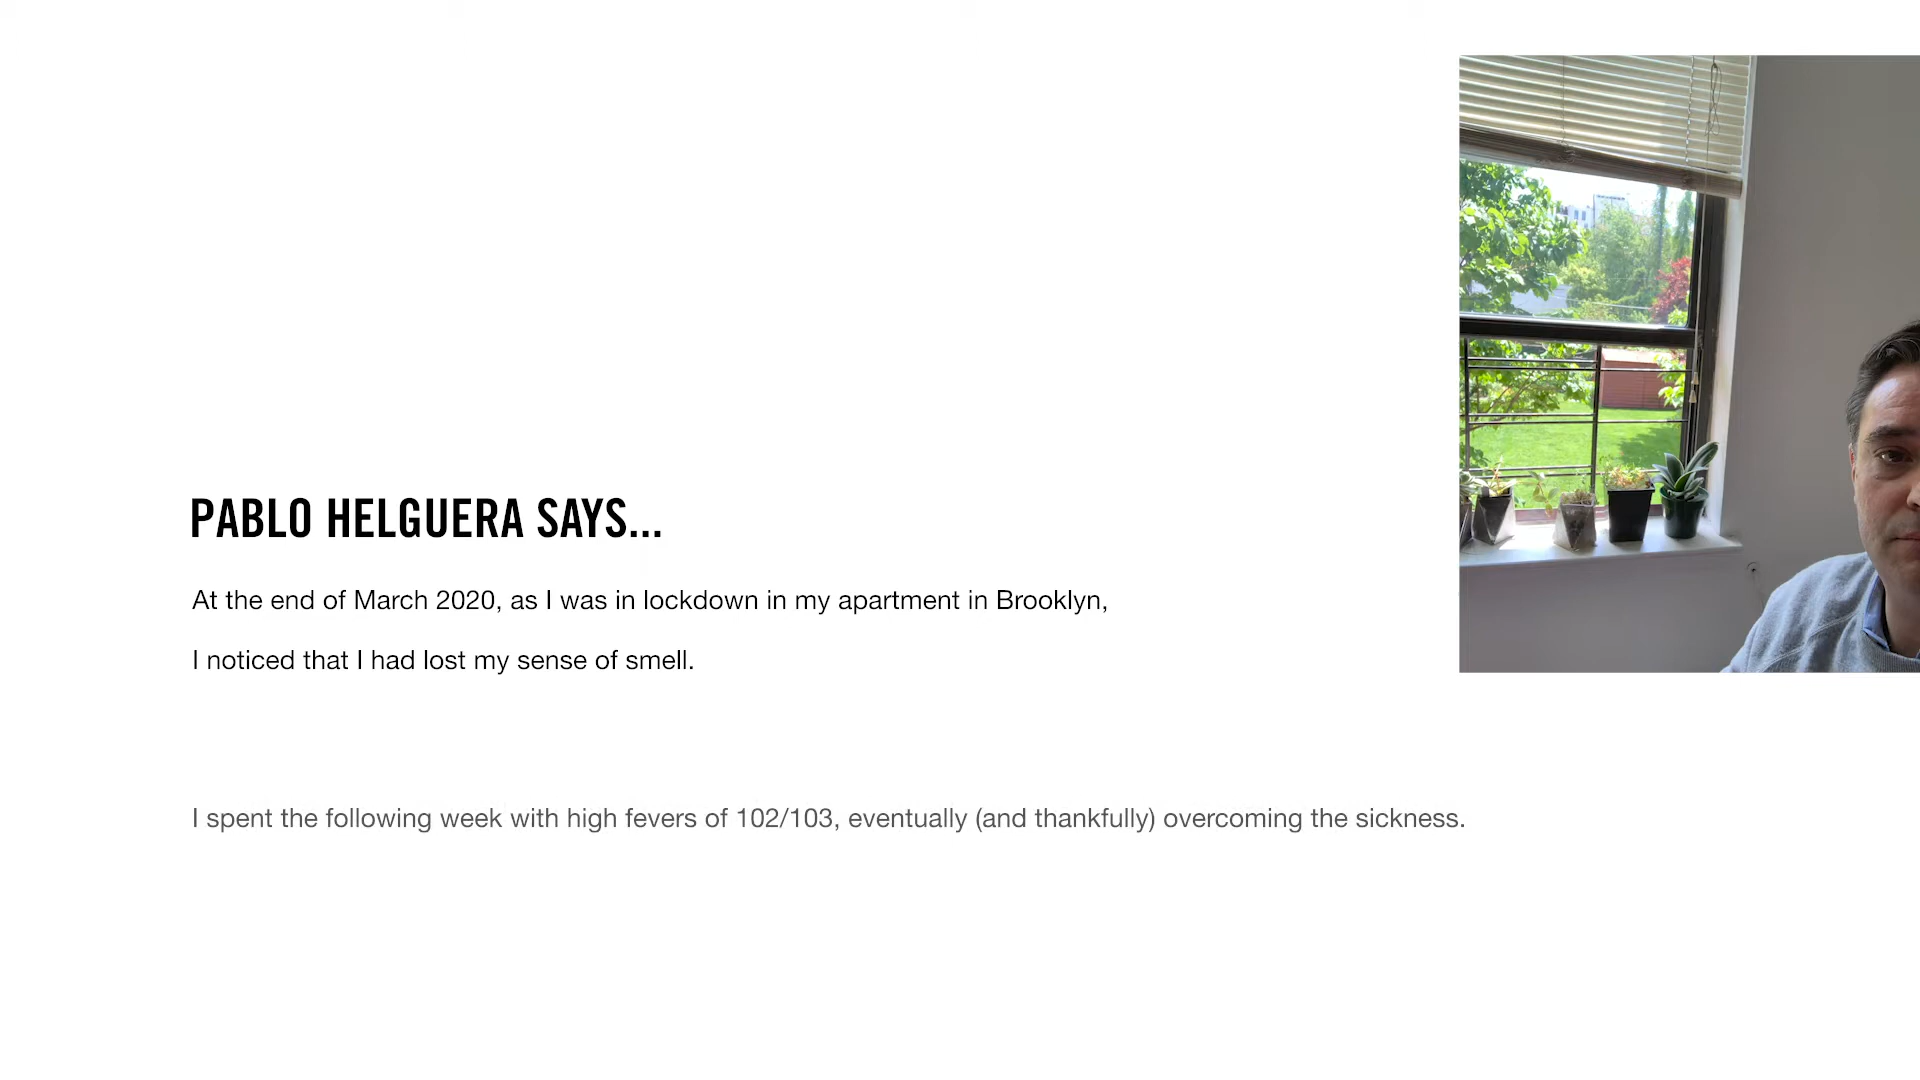 PABLO HELGUERA SAYS...
At the end of March 2020, as I was in lockdown in my apartment in Brooklyn,
I noticed that I had lost my sense of smell.
I spent the following week with high fevers of 102/103, eventually (and thankfully) overcoming the sickness.